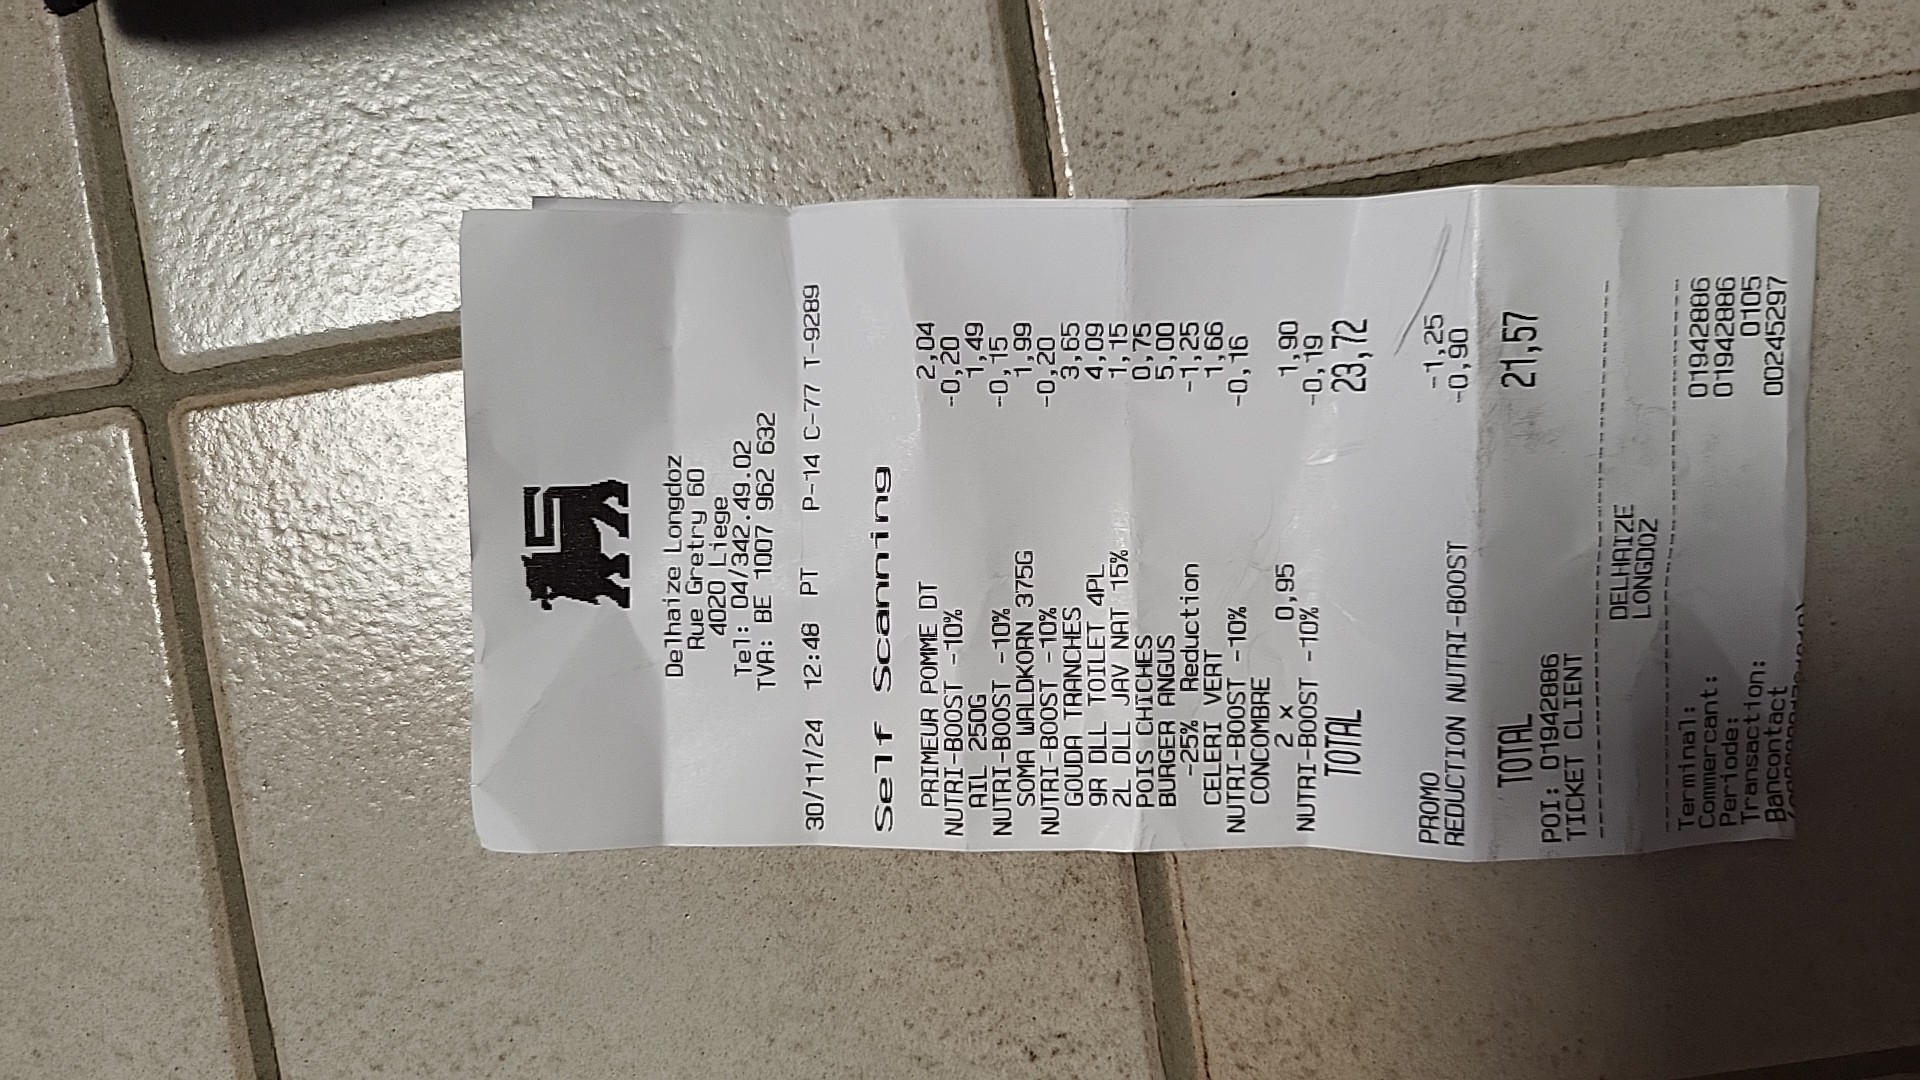 Delhaize Longdoz
Rue Gretry 60
4020 Liege
Tel: 04/342.49.02
TVA: BE 1007 962 632
30/11/24 12:48 PT P-14 C-77 T-9289
Self Scanning
PRIMEUR POMME DT 2,04
NUTRI-BOOST -10% -0,20
AIL 250G 1,49
NUTRI-BOOST -10% -0,15
SOMA WALDKORN 375G 1,99
NUTRI-BOOST -10% -0,20
GOUDA TRANCHES 3,65
9R DLL TOILET 4PL 4,09
2L DLL JAV NAT 15% 1,15
POIS CHICHES 0,75
BURGER ANGUS 5,00
-25% Reduction -1,25
CELERI VERT 1,66
NUTRI-BOOST -10% -0,16
CONCOMBRE
2 x 0,95 1,90
NUTRI-BOOST -10% -0,19
TOTAL 23,72
PROMO -1,25
REDUCTION NUTRI-BOOST -0,90
TOTAL 21,57
POI: 01942886
TICKET CLIENT
--------------------------------
DELHAIZE
LONGDOZ
--------------------------------
Terminal: 01942886
Commercant: 01942886
Periode: 0105
Transaction: 00245297
Bancontact